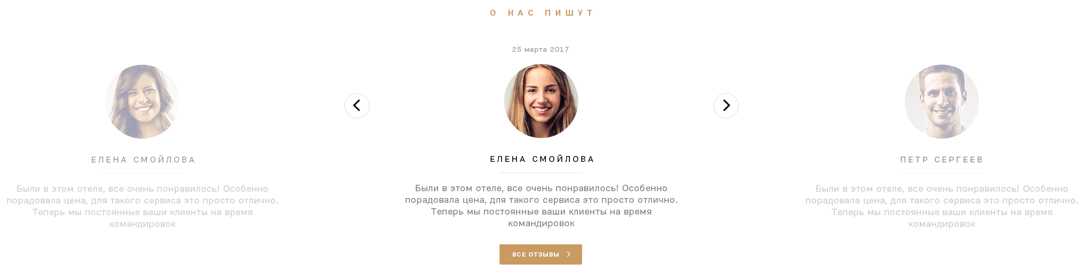 О НАС ПИШУТ
25 марта 2017
ЕЛЕНА СМОЙЛОВА
Были в этом отеле, все очень понравилось! Особенно
порадовала цена, для такого сервиса это просто отлично.
Теперь мы постоянные ваши клиенты на время
командировок
ЕЛЕНА СМОЙЛОВА
Были в этом отеле, все очень понравилось! Особенно
порадовала цена, для такого сервиса это просто отлично.
Теперь мы постоянные ваши клиенты на время
командировок
ВСЕ ОТЗЫВЫ
ПЕТР СЕРГЕЕВ
Были в этом отеле, все очень понравилось! Особенно
порадовала цена, для такого сервиса это просто отлично.
Теперь мы постоянные ваши клиенты на время
командировок